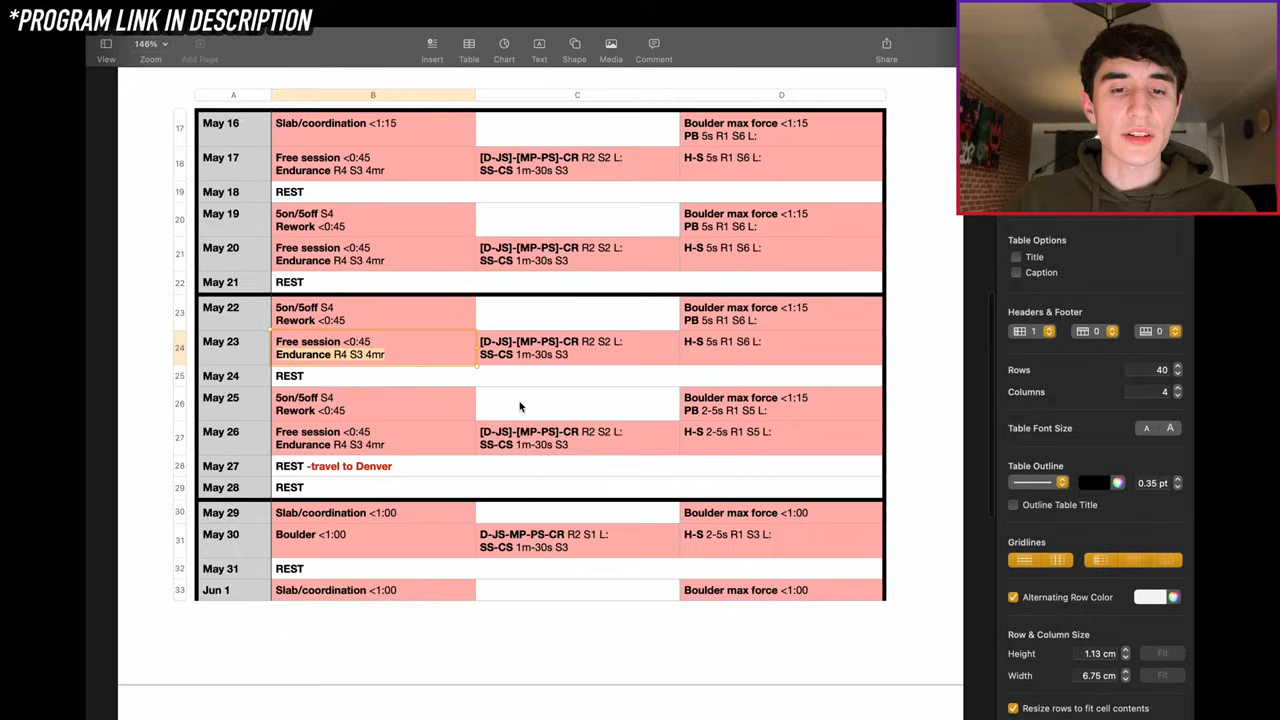 *PROGRAM LINK IN DESCRIPTION
146%
View Zoom Add Page Insert Table Chart Text Shape Media Comment Share
A B C D
17 May 16 Slab/coordination <1:15 Boulder max force <1:15
PB 5s R1 S6 L:
18 May 17 Free session <0:45 [D-JS]-[MP-PS]-CR R2 S2 L: H-S 5s R1 S6 L:
Endurance R4 S3 4mr SS-CS 1m-30s S3
19 May 18 REST
20 May 19 5on/5off S4 Boulder max force <1:15
Rework <0:45 PB 5s R1 S6 L:
21 May 20 Free session <0:45 [D-JS]-[MP-PS]-CR R2 S2 L: H-S 5s R1 S6 L:
Endurance R4 S3 4mr SS-CS 1m-30s S3
22 May 21 REST
23 May 22 5on/5off S4 Boulder max force <1:15
Rework <0:45 PB 5s R1 S6 L:
24 May 23 Free session <0:45 [D-JS]-[MP-PS]-CR R2 S2 L: H-S 5s R1 S6 L:
Endurance R4 S3 4mr SS-CS 1m-30s S3
25 May 24 REST
26 May 25 5on/5off S4 Boulder max force <1:15
Rework <0:45 PB 2-5s R1 S5 L:
27 May 26 Free session <0:45 [D-JS]-[MP-PS]-CR R2 S2 L: H-S 2-5s R1 S5 L:
Endurance R4 S3 4mr SS-CS 1m-30s S3
28 May 27 REST -travel to Denver
29 May 28 REST
30 May 29 Slab/coordination <1:00 Boulder max force <1:00
31 May 30 Boulder <1:00 D-JS-MP-PS-CR R2 S1 L: H-S 2-5s R1 S3 L:
SS-CS 1m-30s S3
32 May 31 REST
33 Jun 1 Slab/coordination <1:00 Boulder max force <1:00
Table Options
Title
Caption
Headers & Footer
1 0 0
Rows 40
Columns 4
Table Font Size A A
Table Outline
0.35 pt
Outline Table Title
Gridlines
Alternating Row Color
Row & Column Size
Height 1.13 cm Fit
Width 6.75 cm Fit
Resize rows to fit cell contents